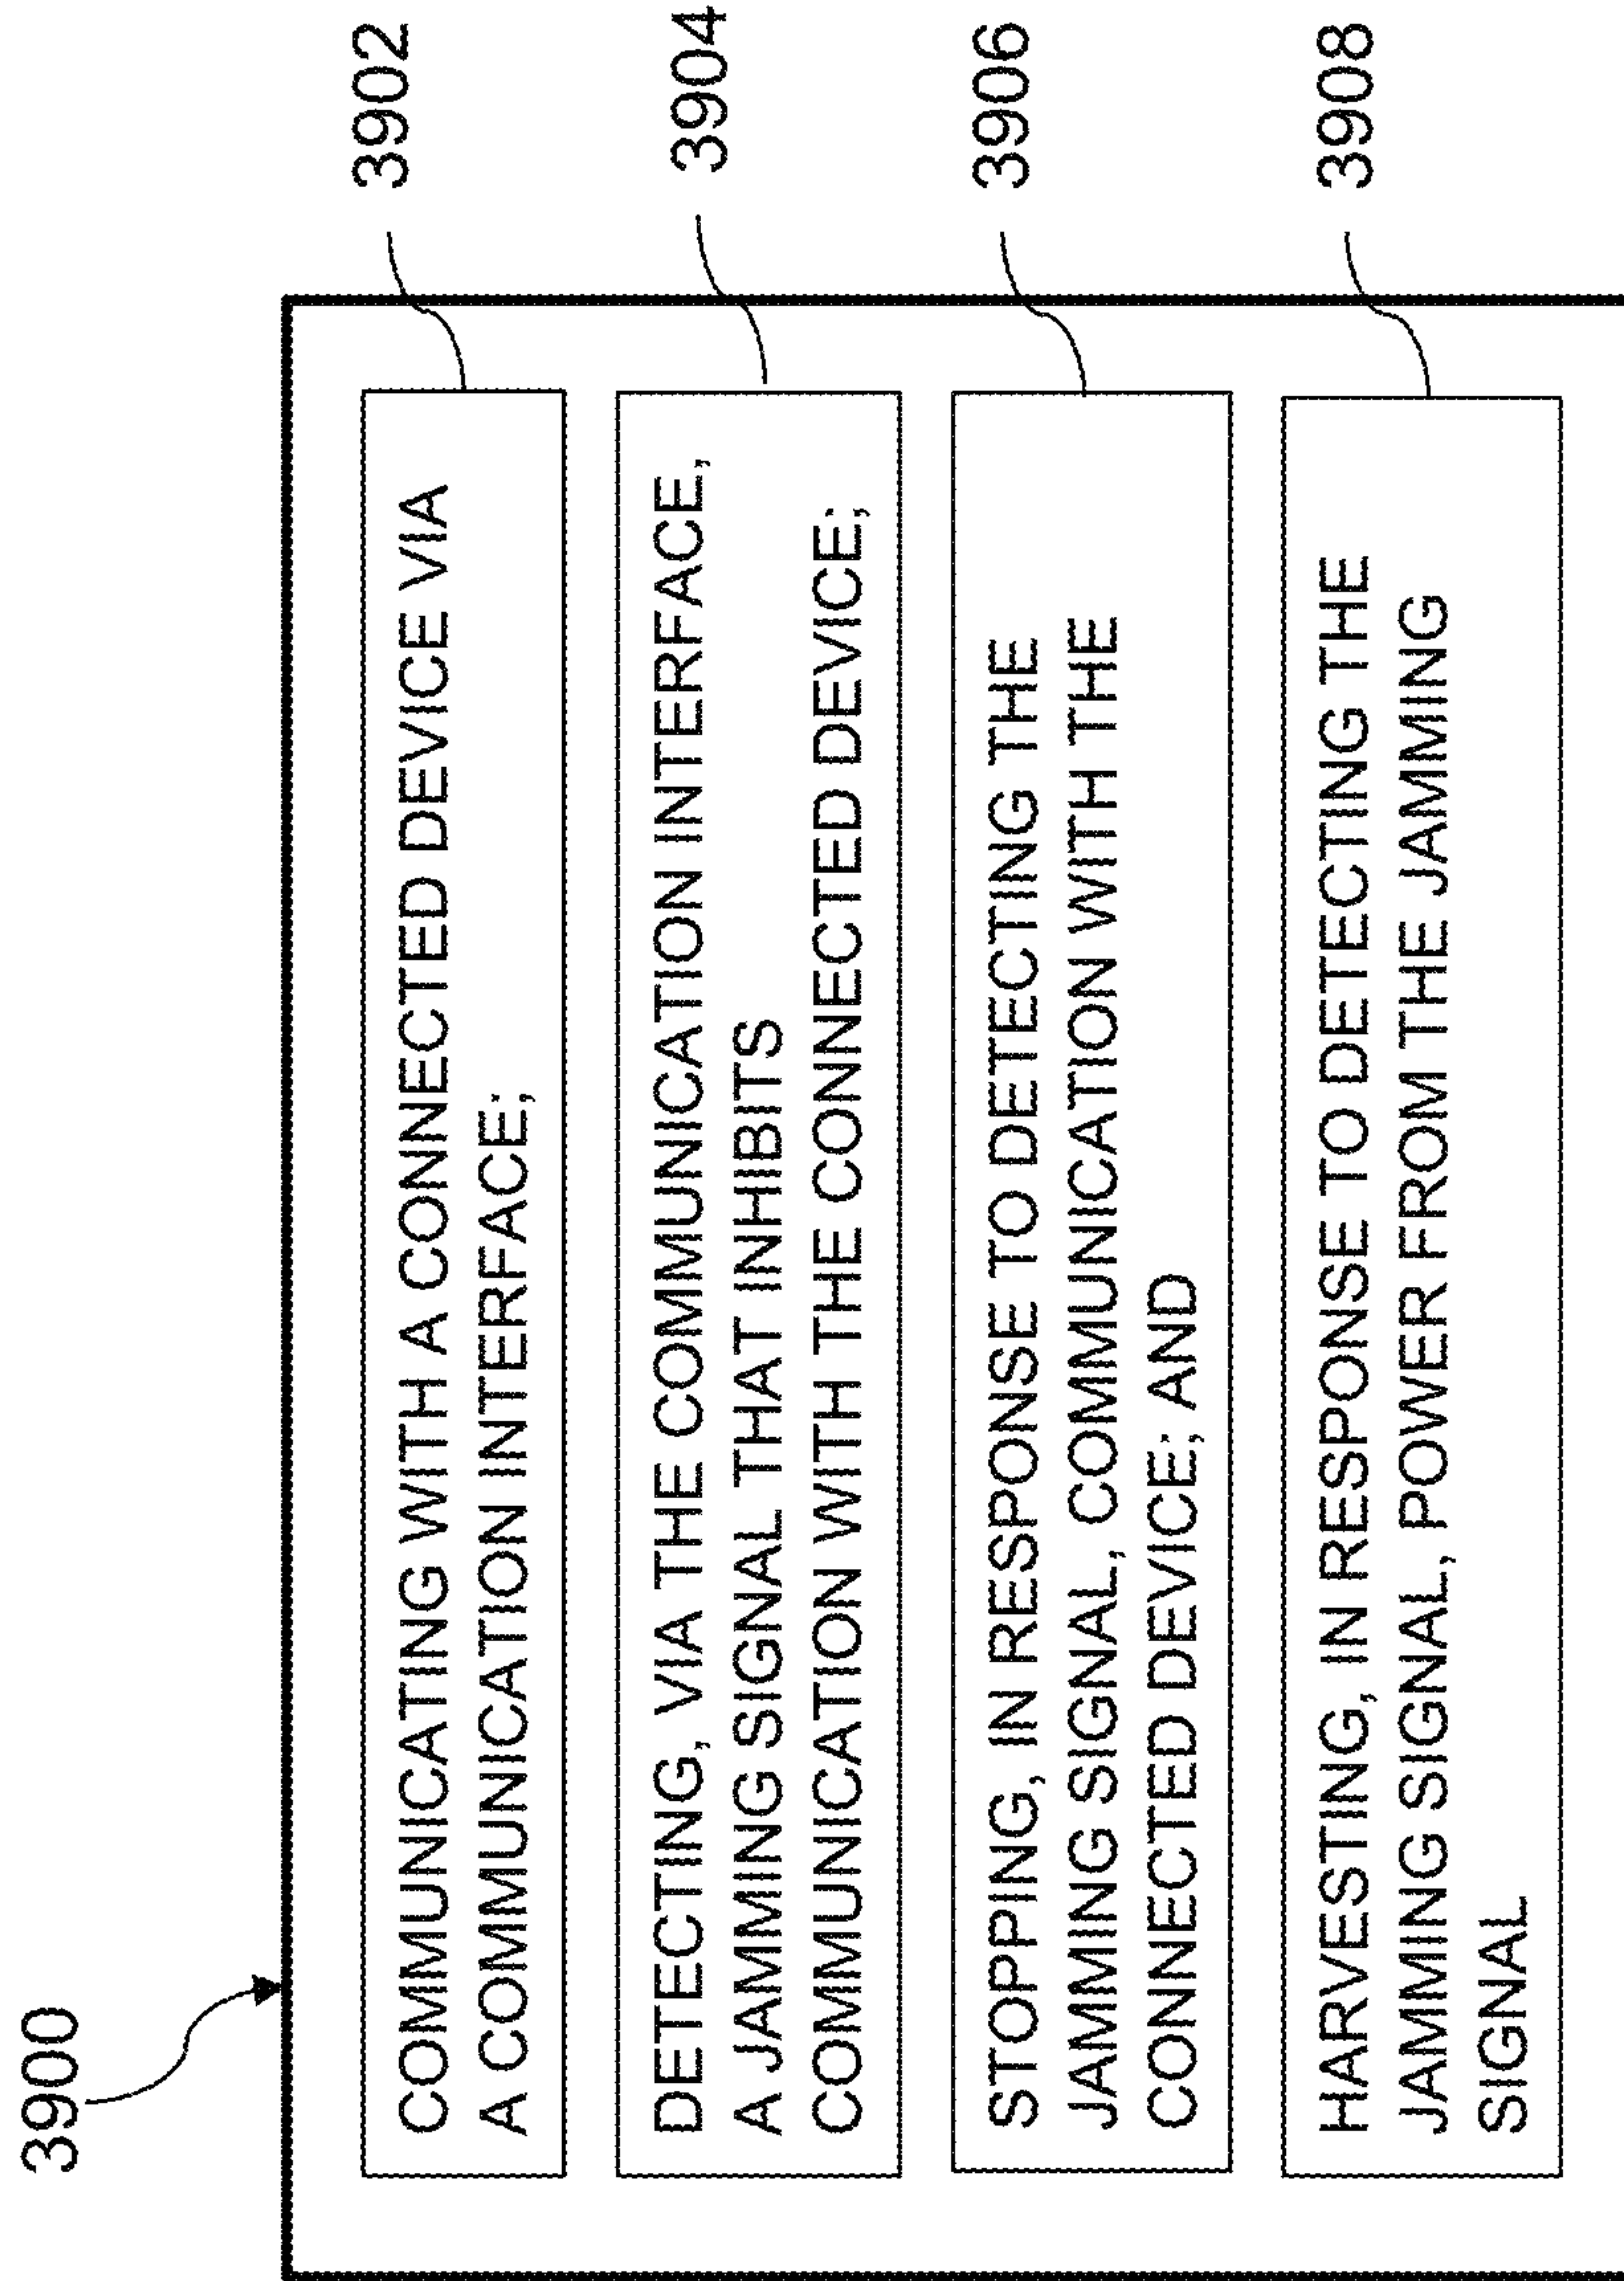 3900
COMMUNICATING WITH A CONNECTED DEVICE VIA
A COMMUNICATION INTERFACE;
3902
DETECTING, VIA THE COMMUNICATION INTERFACE,
A JAMMING SIGNAL THAT INHIBITS
COMMUNICATION WITH THE CONNECTED DEVICE;
3904
STOPPING, IN RESPONSE TO DETECTING THE
JAMMING SIGNAL, COMMUNICATION WITH THE
CONNECTED DEVICE; AND
3906
HARVESTING, IN RESPONSE TO DETECTING THE
JAMMING SIGNAL, POWER FROM THE JAMMING
SIGNAL
3908